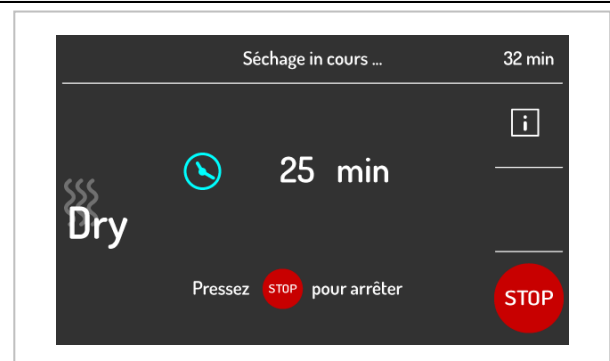 Séchage in cours ... 32 min
i
25 min
Dry
Pressez STOP pour arrêter
STOP